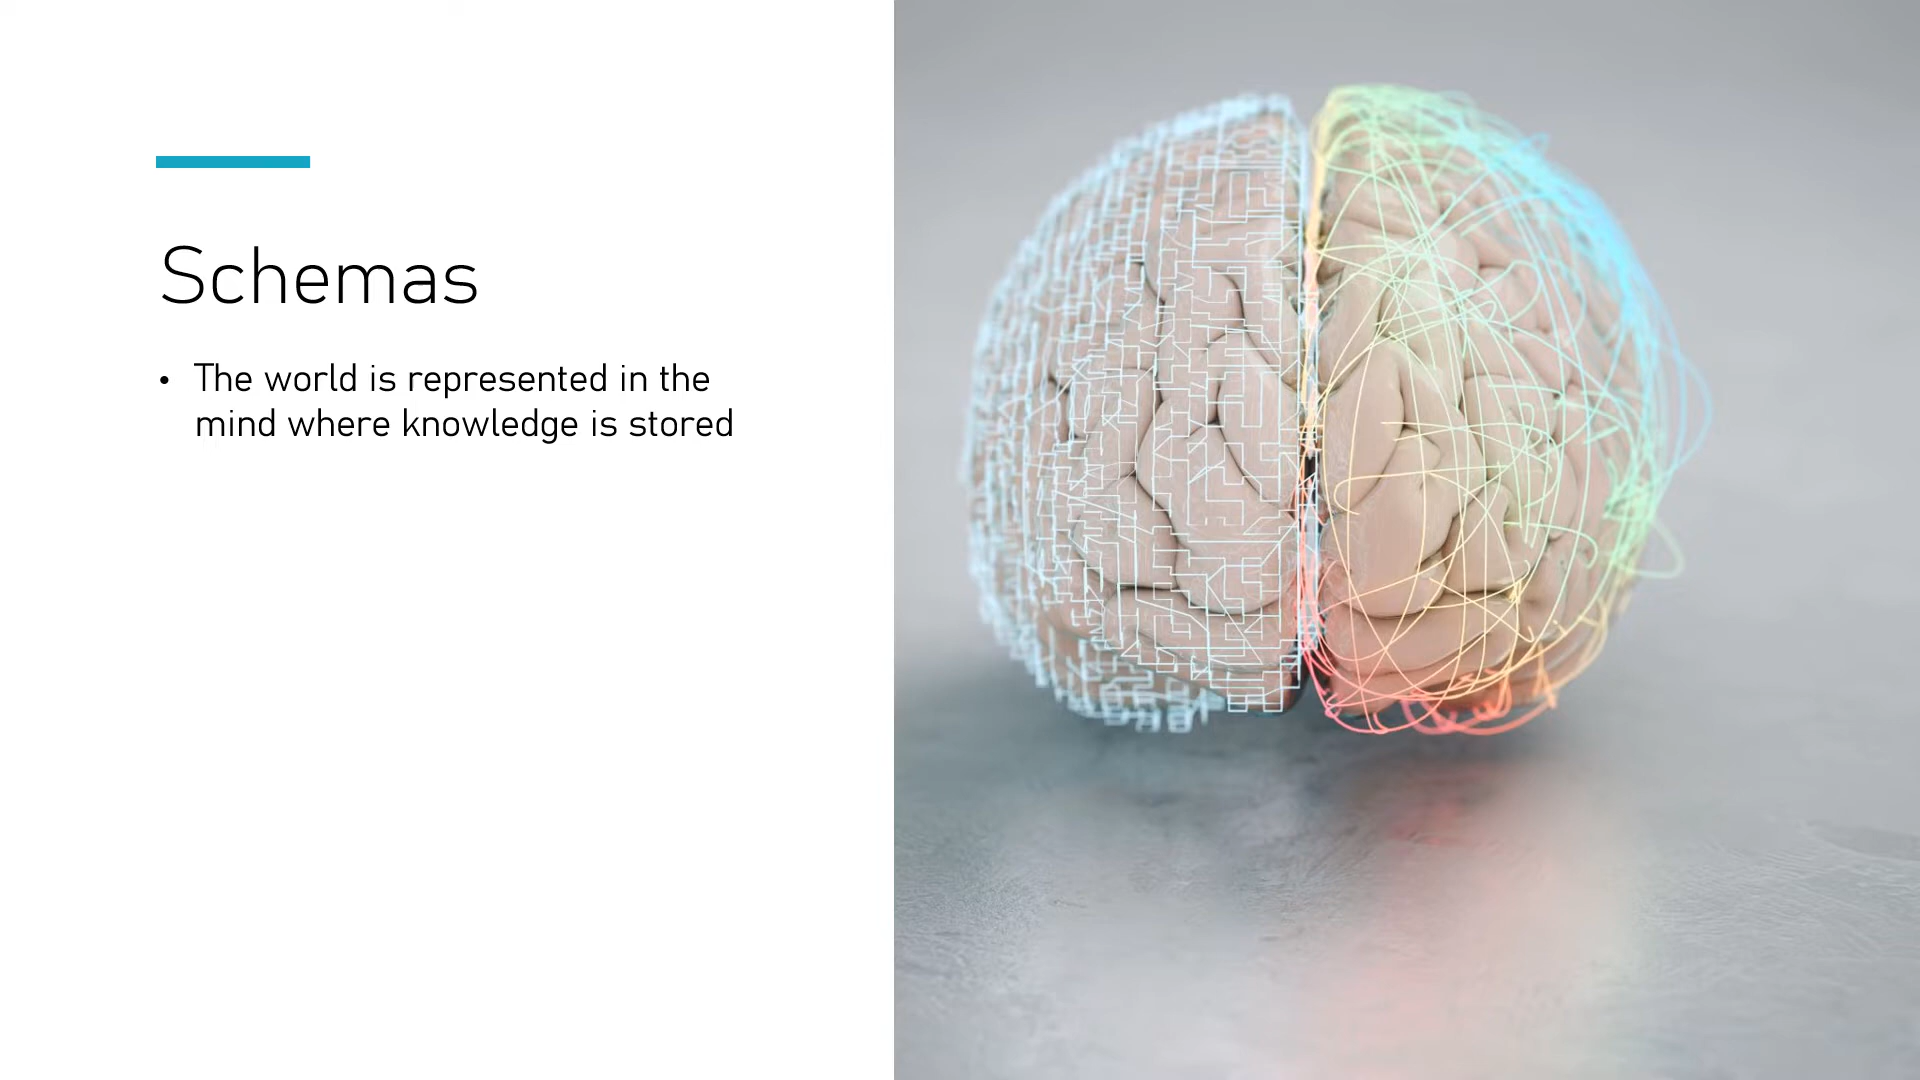 Schemas
• The world is represented in the
mind where knowledge is stored